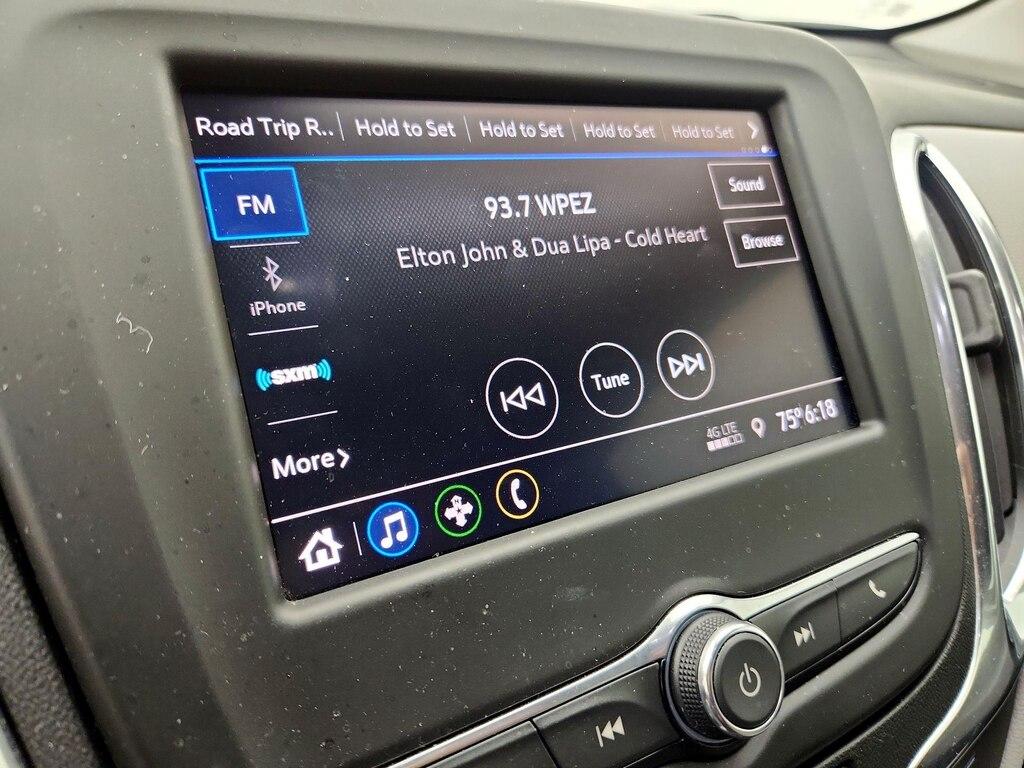 Road Trip R.. Hold to Set Hold to Set Hold to Set Hold to Set
FM
93.7 WPEZ
Sound
Elton John & Dua Lipa - Cold Heart
Browse
iPhone
sxm
Tune
More
4G LTE
75° 6:18
N